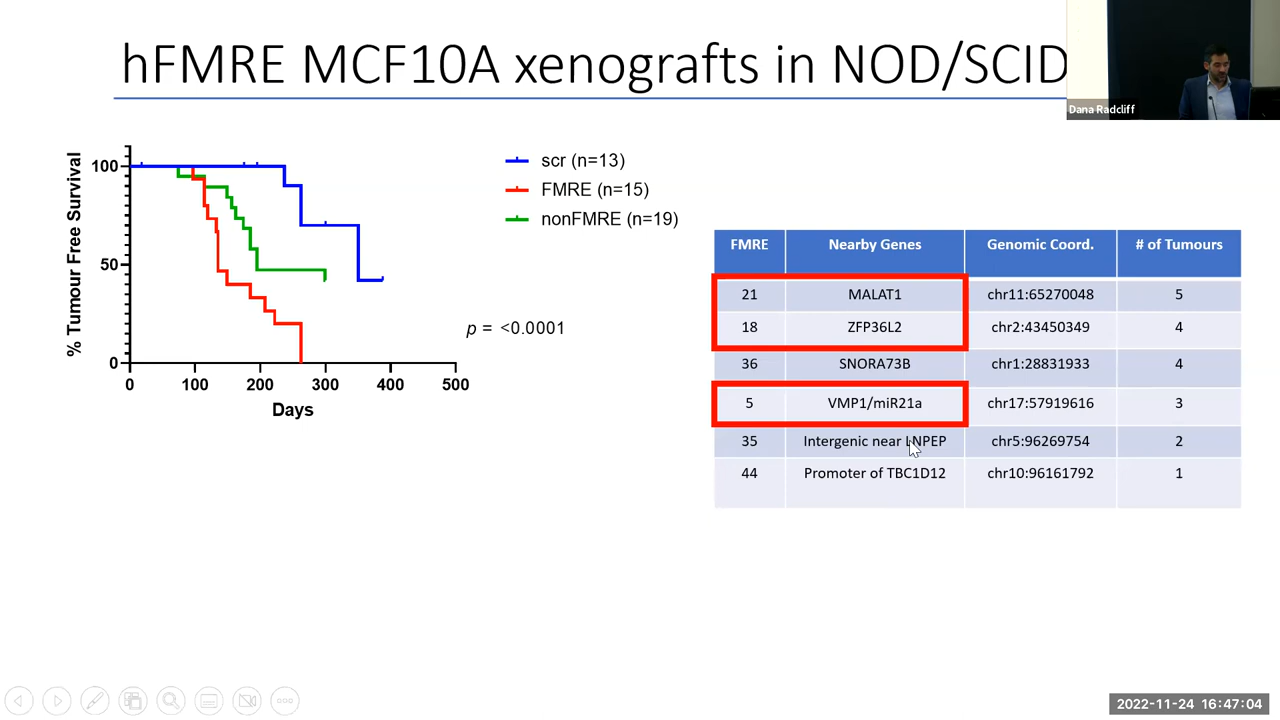 hFMRE MCF10A xenografts in NOD/SCID
Dana Radcliff
% Tumour Free Survival
100
50
0
0 100 200 300 400 500
Days
scr (n=13)
FMRE (n=15)
nonFMRE (n=19)
p = <0.0001
FMRE Nearby Genes Genomic Coord. # of Tumours
21 MALAT1 chr11:65270048 5
18 ZFP36L2 chr2:43450349 4
36 SNORA73B chr1:28831933 4
5 VMP1/miR21a chr17:57919616 3
35 Intergenic near LNPEP chr5:96269754 2
44 Promoter of TBC1D12 chr10:96161792 1
2022-11-24 16:47:04